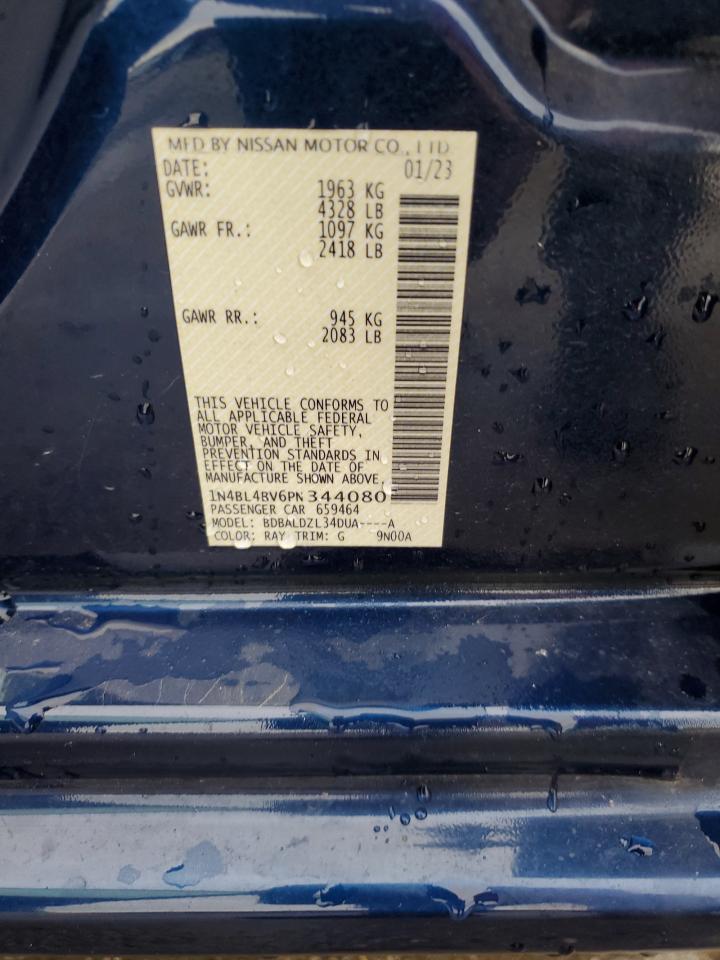 MFD BY NISSAN MOTOR CO., LTD.
DATE: 01/23
GVWR: 1963 KG
4328 LB
GAWR FR.: 1097 KG
2418 LB
GAWR RR.: 945 KG
2083 LB
THIS VEHICLE CONFORMS TO
ALL APPLICABLE FEDERAL
MOTOR VEHICLE SAFETY,
BUMPER, AND THEFT
PREVENTION STANDARDS IN
EFFECT ON THE DATE OF
MANUFACTURE SHOWN ABOVE.
1N4BL4BV6PN344080
PASSENGER CAR 659464
MODEL: BDBALDZL34DUA----A
COLOR: RAY TRIM: G 9N00A